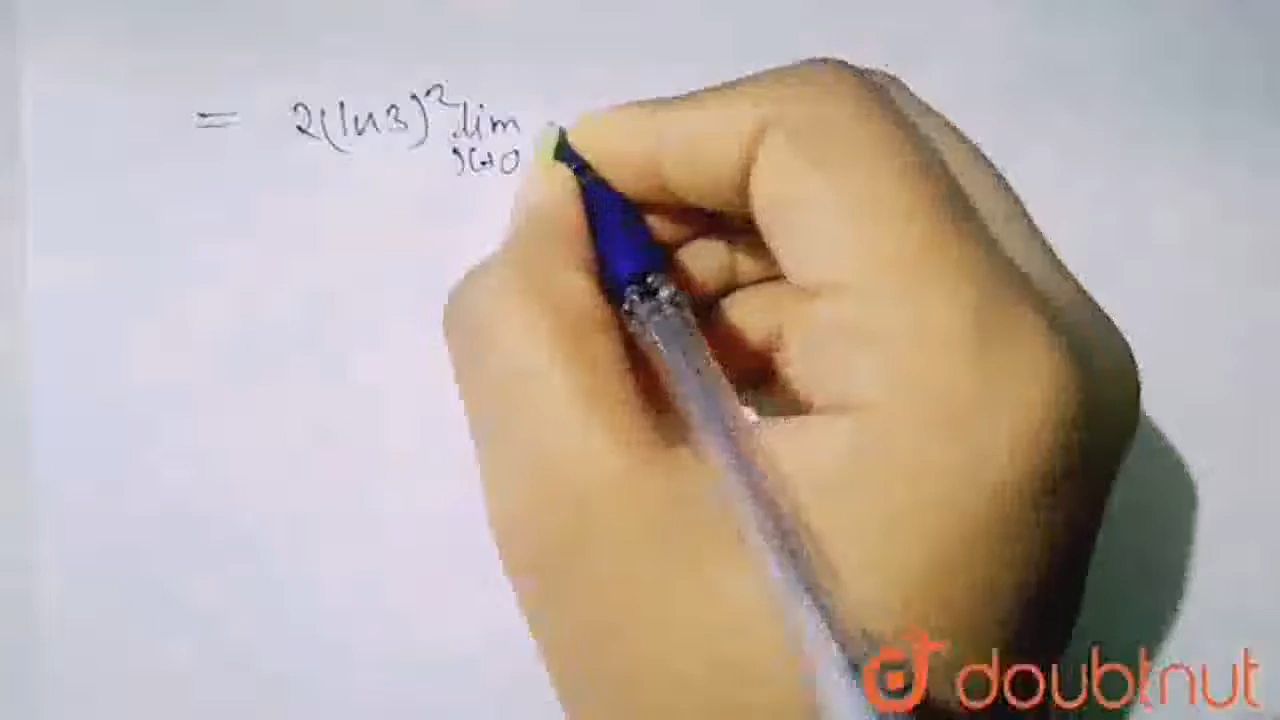 = 2(ln3)² lim
x→0
doubtnut